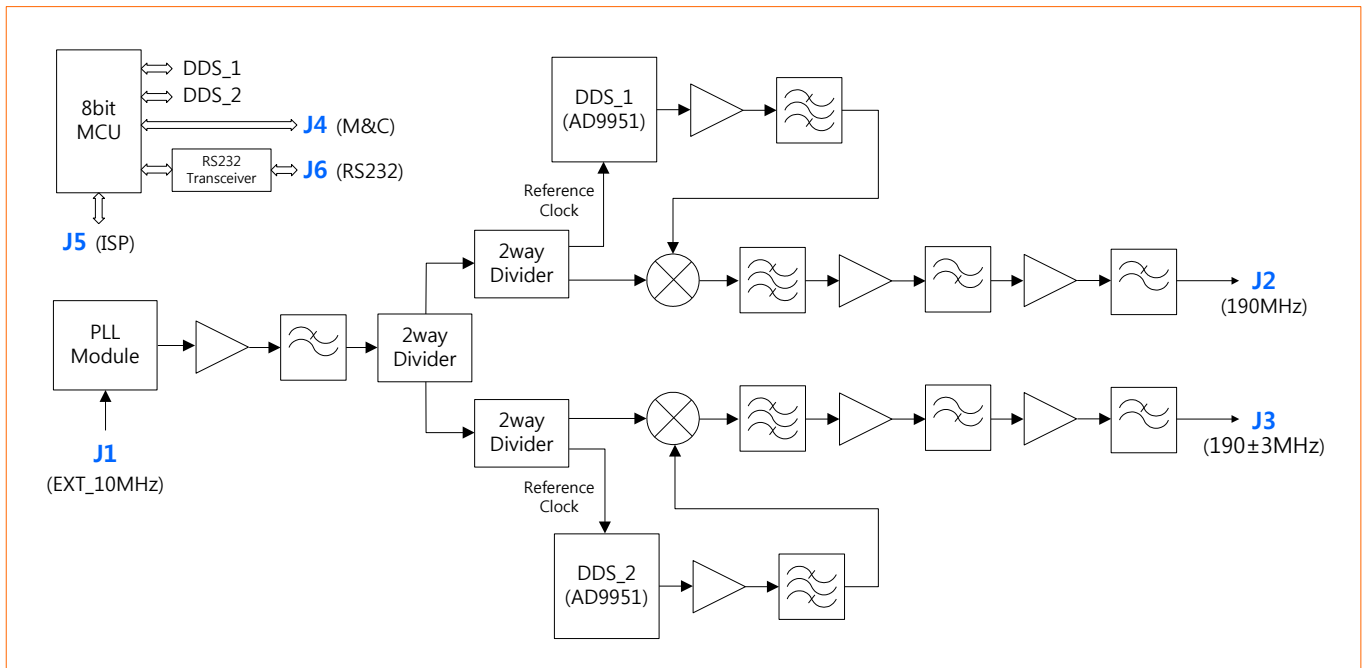 8bit
MCU
DDS_1
DDS_2
J4 (M&C)
RS232
Transceiver
J6 (RS232)
J5 (ISP)
DDS_1
(AD9951)
Reference
Clock
2way
Divider
J2
(190MHz)
PLL
Module
2way
Divider
J1
(EXT_10MHz)
2way
Divider
J3
(190±3MHz)
Reference
Clock
DDS_2
(AD9951)